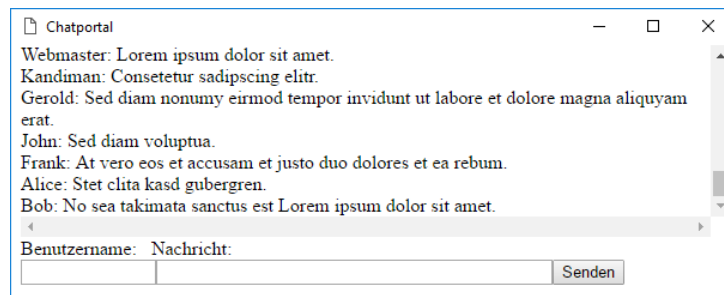 Chatportal
Webmaster: Lorem ipsum dolor sit amet.
Kandiman: Consetetur sadipscing elitr.
Gerold: Sed diam nonumy eirmod tempor invidunt ut labore et dolore magna aliquyam
erat.
John: Sed diam voluptua.
Frank: At vero eos et accusam et justo duo dolores et ea rebum.
Alice: Stet clita kasd gubergren.
Bob: No sea takimata sanctus est Lorem ipsum dolor sit amet.
Benutzername: Nachricht:
Senden